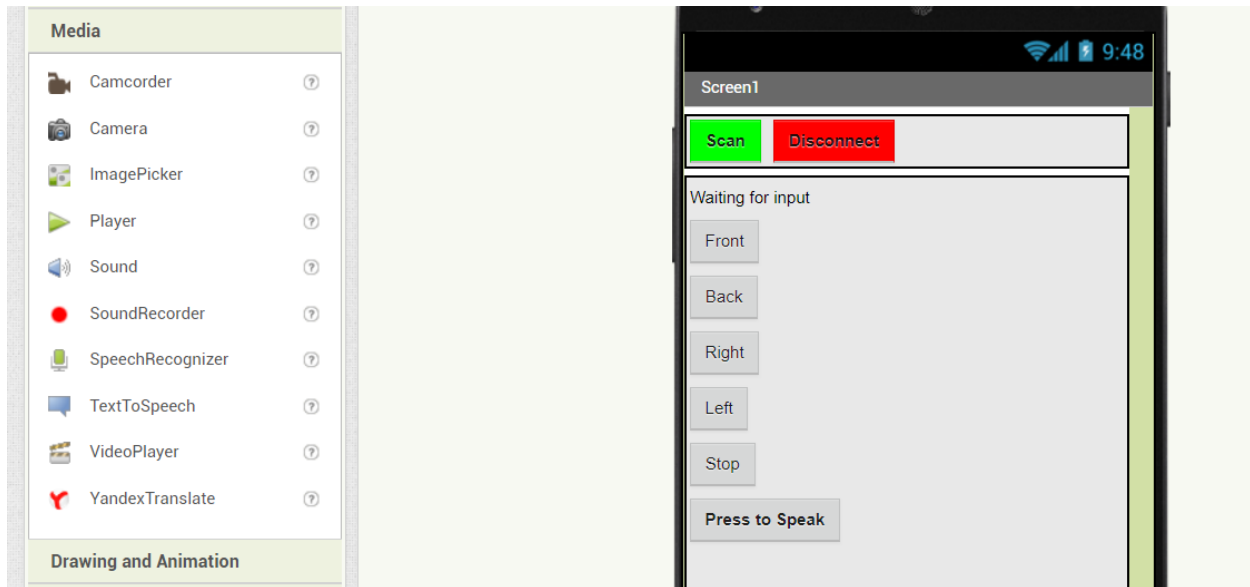 Media
Camcorder
Camera
ImagePicker
Player
Sound
SoundRecorder
SpeechRecognizer
TextToSpeech
VideoPlayer
YandexTranslate
Drawing and Animation
9:48
Screen1
Scan Disconnect
Waiting for input
Front
Back
Right
Left
Stop
Press to Speak